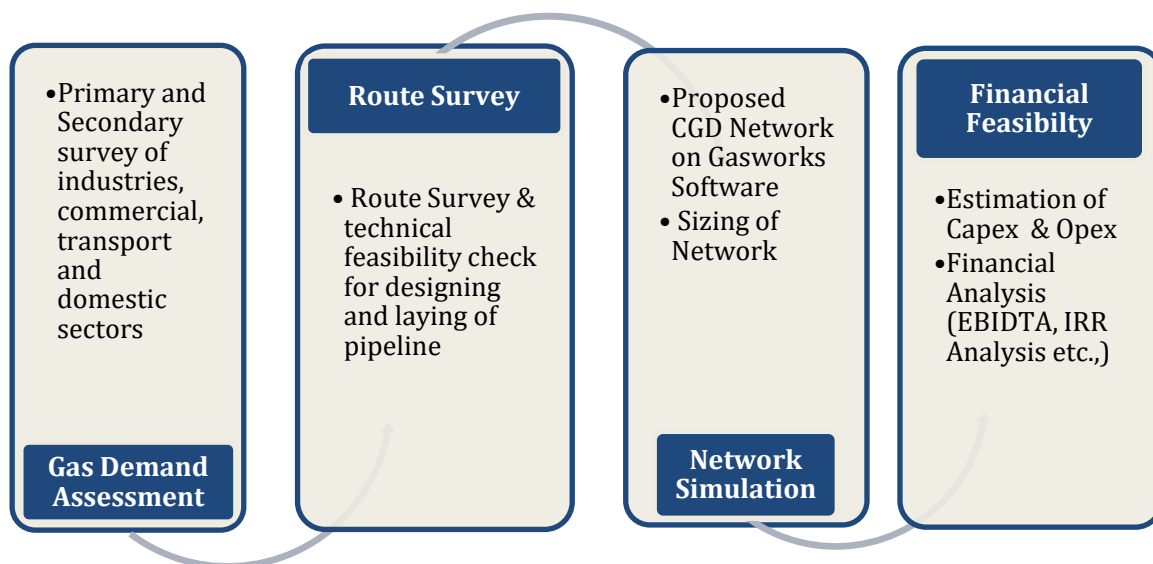 •Primary and
Secondary
survey of
industries,
commercial,
transport
and
domestic
sectors
Gas Demand
Assessment
Route Survey
• Route Survey &
technical
feasibility check
for designing
and laying of
pipeline
•Proposed
CGD Network
on Gasworks
Software
• Sizing of
Network
Network
Simulation
Financial
Feasibilty
•Estimation of
Capex & Opex
•Financial
Analysis
(EBIDTA, IRR
Analysis etc.,)